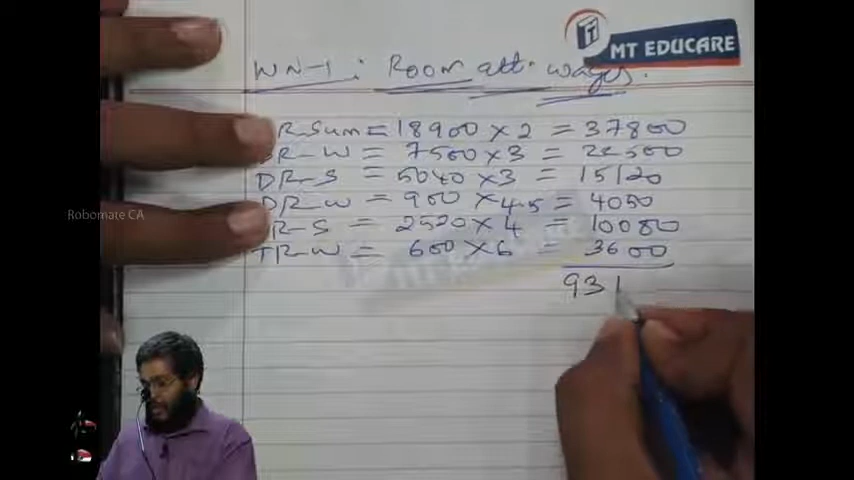 MT EDUCARE
WN-1: Room att. wages.
R-Sum = 18900 × 2 = 37800
R-W = 7500 × 3 = 22500
DR-S = 5040 × 3 = 15120
DR-W = 900 × 4.5 = 4050
R-S = 2520 × 4 = 10080
TR-W = 600 × 6 = 3600
931
Robomate CA